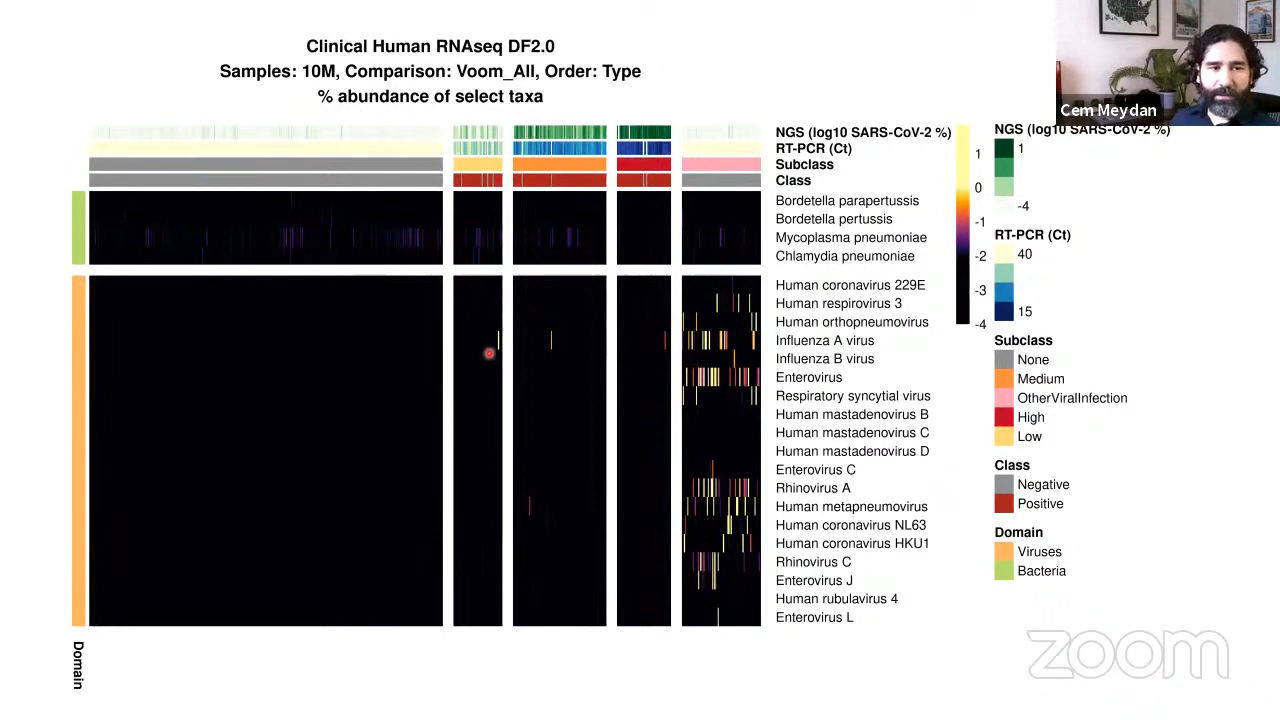 Clinical Human RNAseq DF2.0
Samples: 10M, Comparison: Voom_All, Order: Type
% abundance of select taxa
Cem Meydan
NGS (log10 SARS-CoV-2 %)
RT-PCR (Ct)
Subclass
Class
Bordetella parapertussis
Bordetella pertussis
Mycoplasma pneumoniae
Chlamydia pneumoniae
Human coronavirus 229E
Human respirovirus 3
Human orthopneumovirus
Influenza A virus
Influenza B virus
Enterovirus
Respiratory syncytial virus
Human mastadenovirus B
Human mastadenovirus C
Human mastadenovirus D
Enterovirus C
Rhinovirus A
Human metapneumovirus
Human coronavirus NL63
Human coronavirus HKU1
Rhinovirus C
Enterovirus J
Human rubulavirus 4
Enterovirus L
Domain
1
0
-1
-2
-3
-4
NGS (log10 SARS-CoV-2 %)
1
-4
RT-PCR (Ct)
40
15
Subclass
None
Medium
OtherViralInfection
High
Low
Class
Negative
Positive
Domain
Viruses
Bacteria
zoom